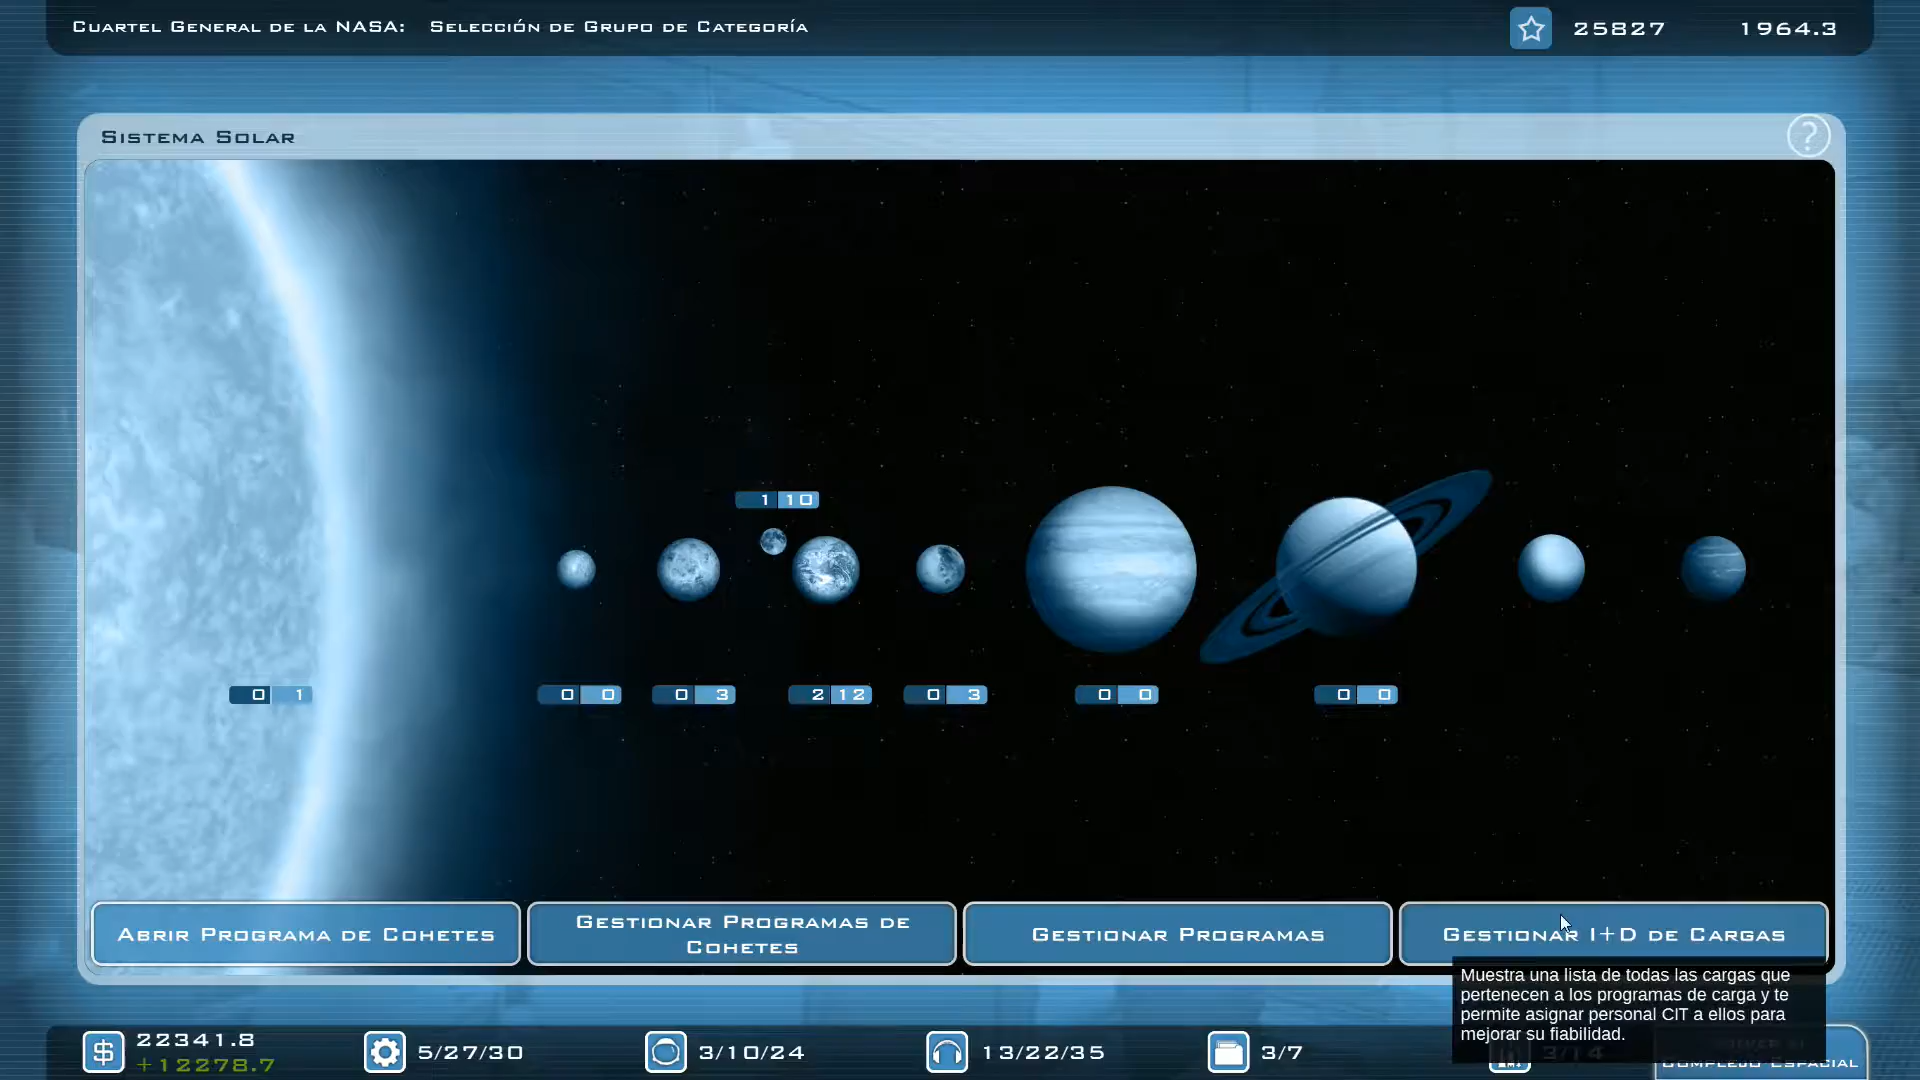 Cuartel General de la NASA: Selección de Grupo de Categoría
25827
1964.3
Sistema Solar
?
1 10
0 1
0 0
0 3
2 12
0 3
0 0
0 0
Abrir Programa de Cohetes
Gestionar Programas de
Cohetes
Gestionar Programas
Gestionar I+D de Cargas
Muestra una lista de todas las cargas que
pertenecen a los programas de carga y te
permite asignar personal CIT a ellos para
mejorar su fiabilidad.
$
22341.8
+12278.7
5/27/30
3/10/24
13/22/35
3/7
3/14
Complejo Espacial